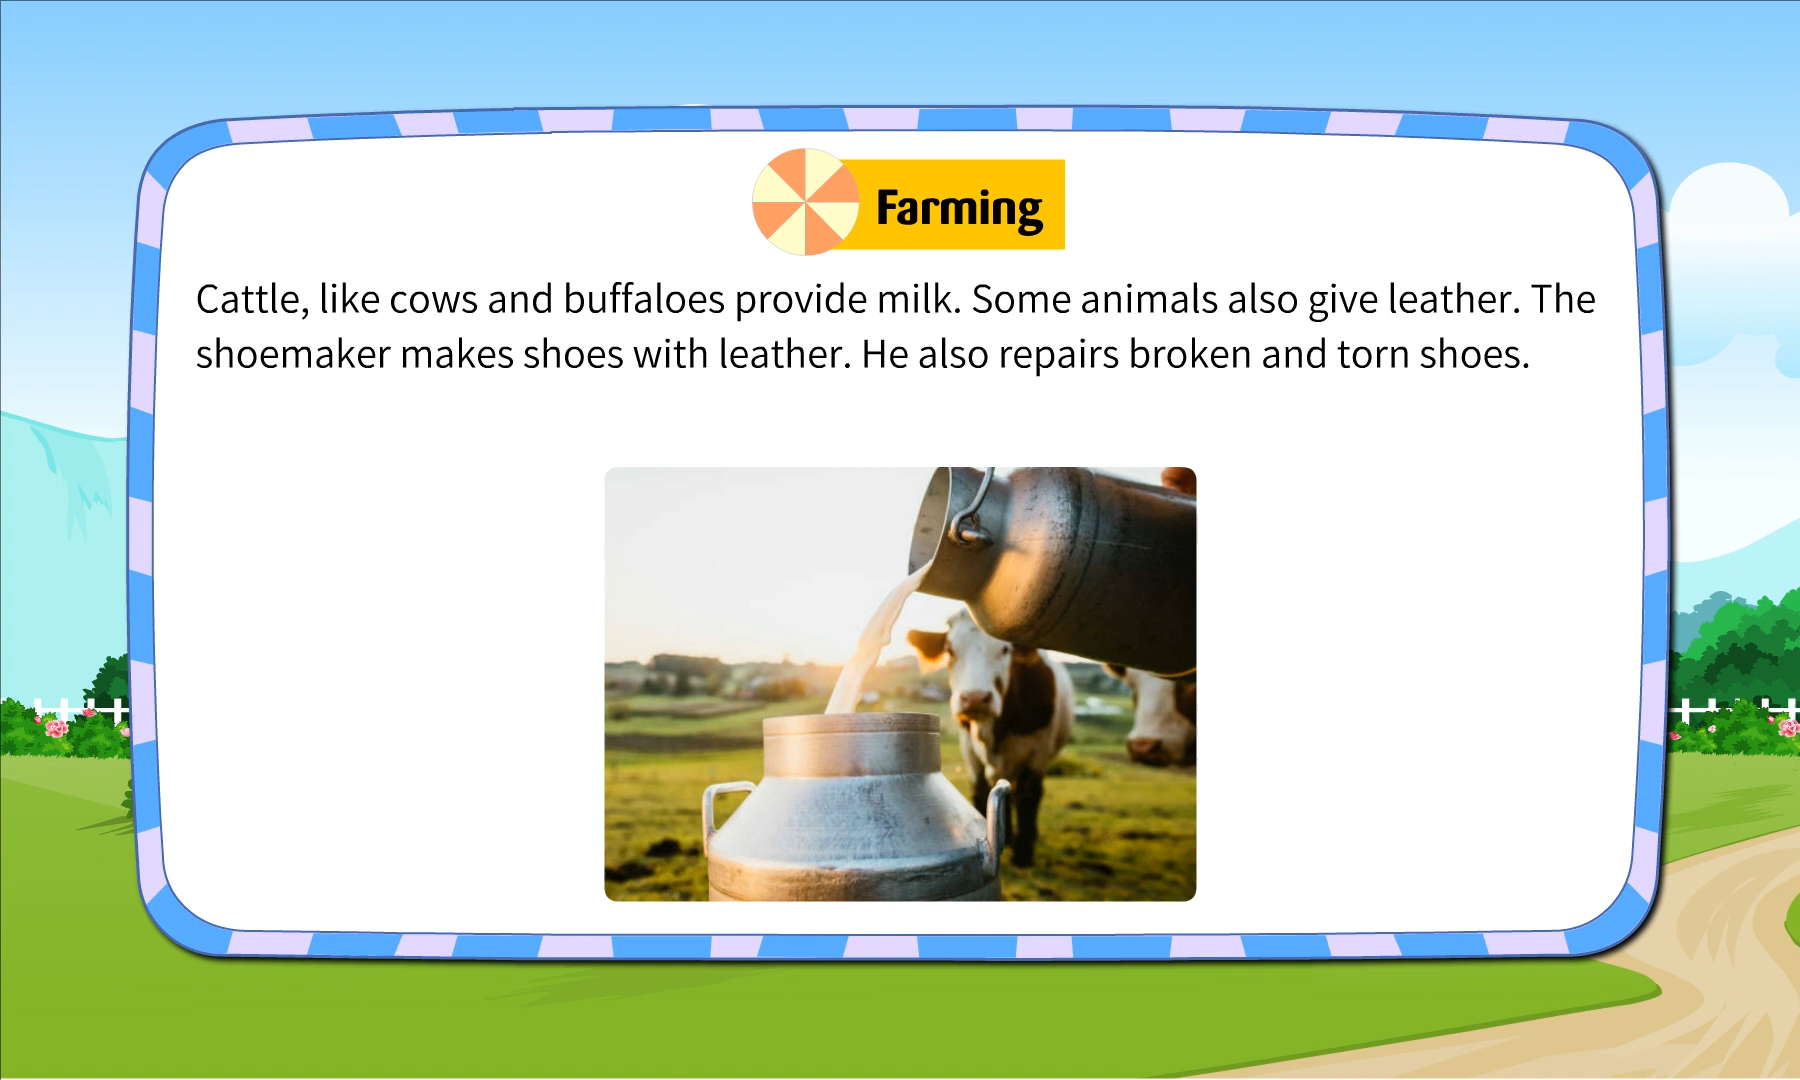 Farming
Cattle, like cows and buffaloes provide milk. Some animals also give leather. The
shoemaker makes shoes with leather. He also repairs broken and torn shoes.